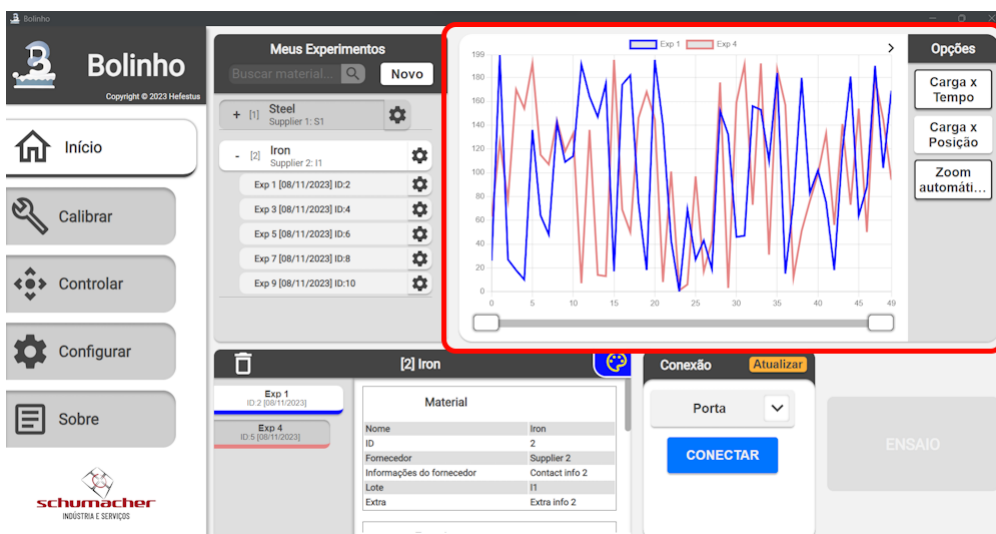 Bolinho
Bolinho
Copyright © 2023 Hefestus
Início
Calibrar
Controlar
Configurar
Sobre
schumacher
INDÚSTRIA E SERVIÇOS
Meus Experimentos
Buscar material...
Novo
+ [1] Steel
Supplier 1: S1
- [2] Iron
Supplier 2: I1
Exp 1 [08/11/2023] ID:2
Exp 3 [08/11/2023] ID:4
Exp 5 [08/11/2023] ID:6
Exp 7 [08/11/2023] ID:8
Exp 9 [08/11/2023] ID:10
Exp 1 Exp 4
199
180
160
140
120
100
80
60
40
20
0
0 5 10 15 20 25 30 35 40 45 49
Opções
Carga x
Tempo
Carga x
Posição
Zoom
automáti...
[2] Iron
Exp 1
ID:2 [08/11/2023]
Exp 4
ID:5 [08/11/2023]
Material
Nome Iron
ID 2
Fornecedor Supplier 2
Informações do fornecedor Contact info 2
Lote I1
Extra Extra info 2
Conexão Atualizar
Porta
CONECTAR
ENSAIO